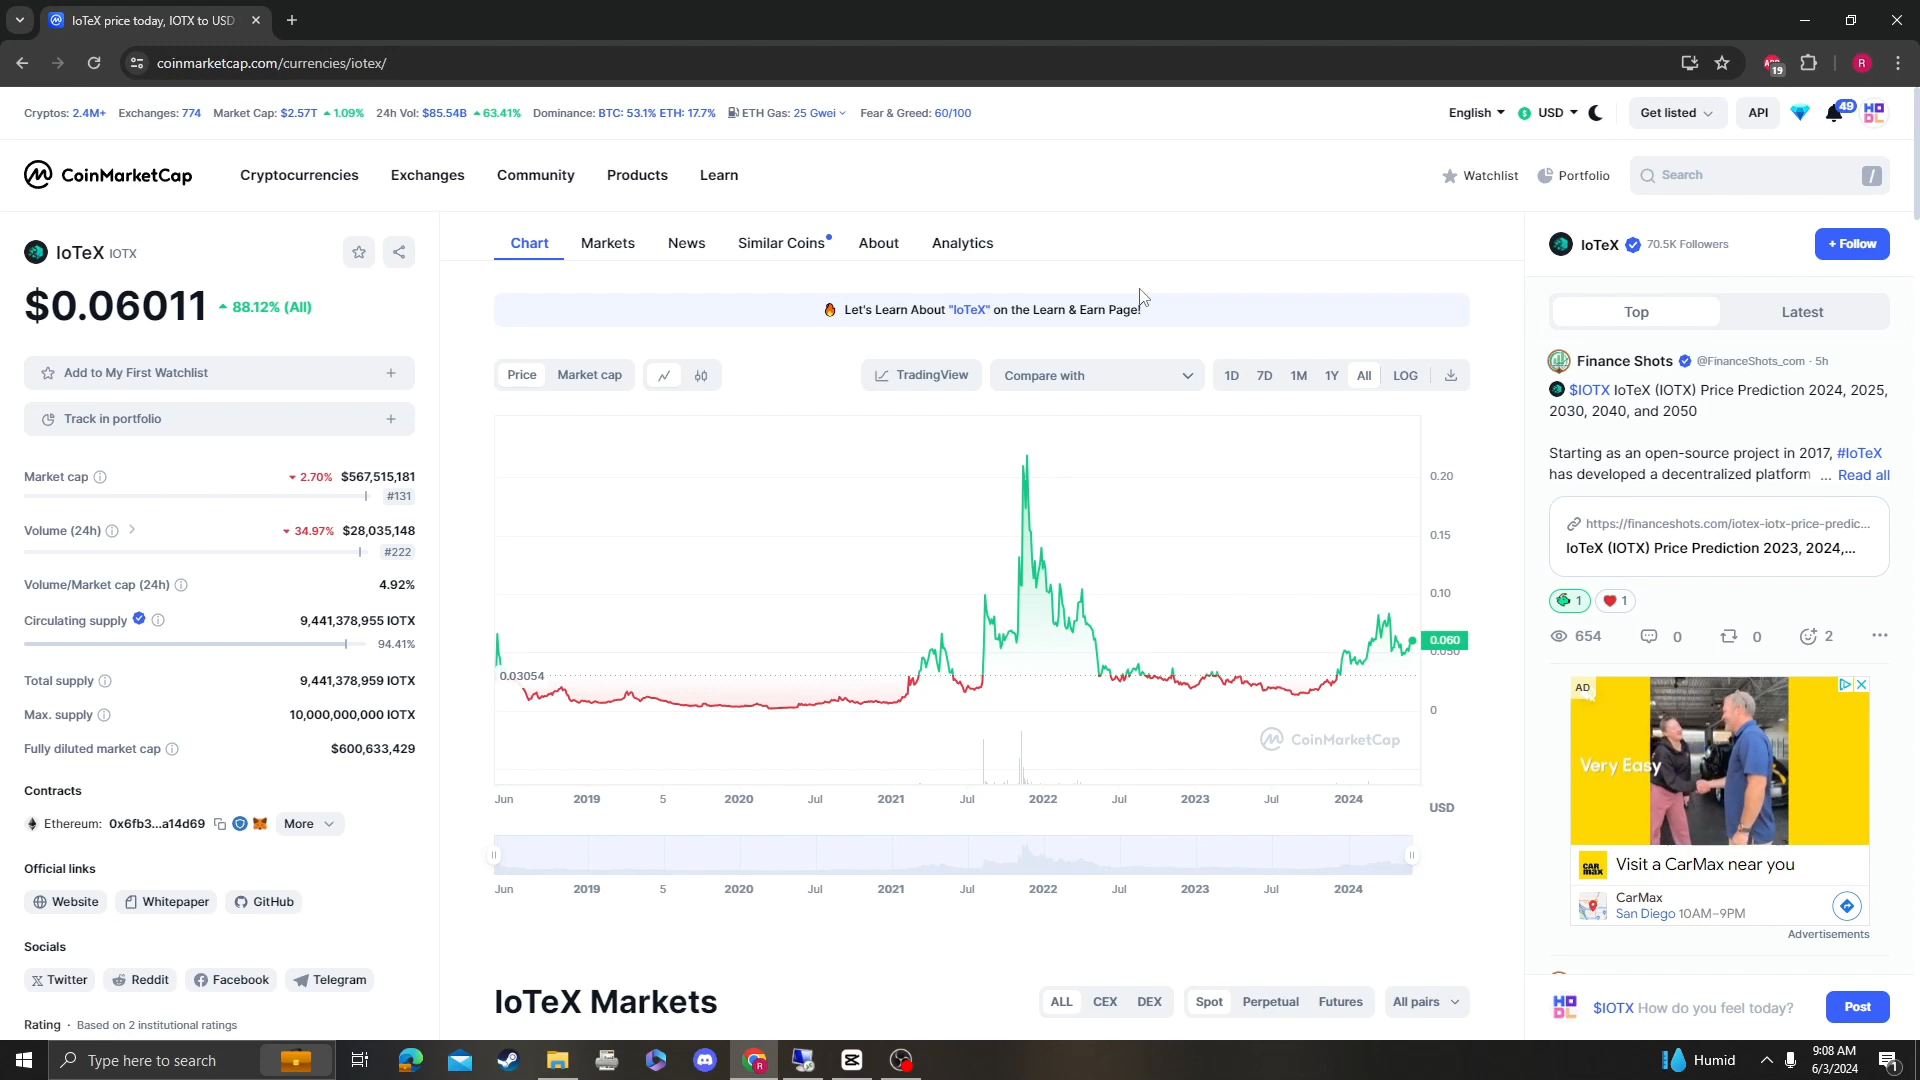 IoTeX price today, IOTX to USD
coinmarketcap.com/currencies/iotex/
19
R
Cryptos: 2.4M+ Exchanges: 774 Market Cap: $2.57T 1.09% 24h Vol: $85.54B 63.41% Dominance: BTC: 53.1% ETH: 17.7% ETH Gas: 25 Gwei Fear & Greed: 60/100
English USD Get listed API 49
CoinMarketCap
Cryptocurrencies Exchanges Community Products Learn
Watchlist Portfolio Search /
IoTeX IOTX
$0.06011 88.12% (All)
Add to My First Watchlist +
Track in portfolio +
Market cap 2.70% $567,515,181
#131
Volume (24h) 34.97% $28,035,148
#222
Volume/Market cap (24h) 4.92%
Circulating supply 9,441,378,955 IOTX
94.41%
Total supply 9,441,378,959 IOTX
Max. supply 10,000,000,000 IOTX
Fully diluted market cap $600,633,429
Contracts
Ethereum: 0x6fb3...a14d69 More
Official links
Website Whitepaper GitHub
Socials
Twitter Reddit Facebook Telegram
Rating · Based on 2 institutional ratings
Chart Markets News Similar Coins About Analytics
Let's Learn About "IoTeX" on the Learn & Earn Page!
Price Market cap TradingView Compare with 1D 7D 1M 1Y All LOG
0.20
0.15
0.10
0.060
0.050
0.03054
0
CoinMarketCap
Jun 2019 5 2020 Jul 2021 Jul 2022 Jul 2023 Jul 2024
USD
Jun 2019 5 2020 Jul 2021 Jul 2022 Jul 2023 Jul 2024
IoTeX Markets ALL CEX DEX Spot Perpetual Futures All pairs
IoTeX 70.5K Followers + Follow
Top Latest
Finance Shots @FinanceShots_com · 5h
$IOTX IoTeX (IOTX) Price Prediction 2024, 2025,
2030, 2040, and 2050
Starting as an open-source project in 2017, #IoTeX
has developed a decentralized platform ... Read all
https://financeshots.com/iotex-iotx-price-predic...
IoTeX (IOTX) Price Prediction 2023, 2024,...
1 1
654 0 0 2
AD
Very Easy
CAR MAX
Visit a CarMax near you
CarMax
San Diego 10AM–9PM
Advertisements
HODL
$IOTX How do you feel today? Post
Type here to search
Humid
9:08 AM
6/3/2024
1